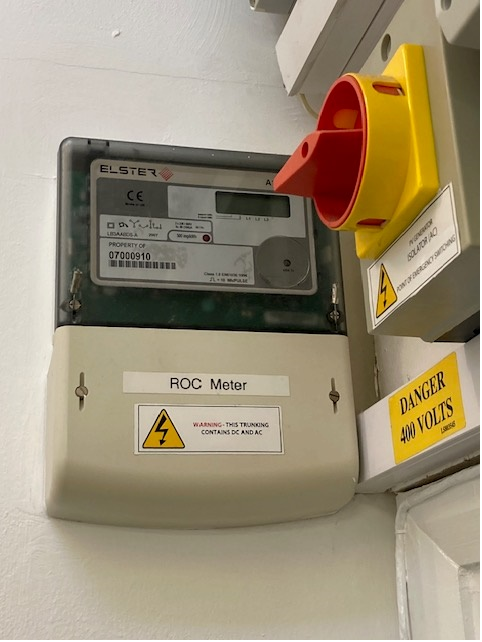 ELSTER
A
CE
PROPERTY OF
07000910
ROC Meter
WARNING - THIS TRUNKING
CONTAINS DC AND AC
PV GENERATOR
ISOLATOR (AC)
POINT OF EMERGENCY SWITCHING
DANGER
400 VOLTS